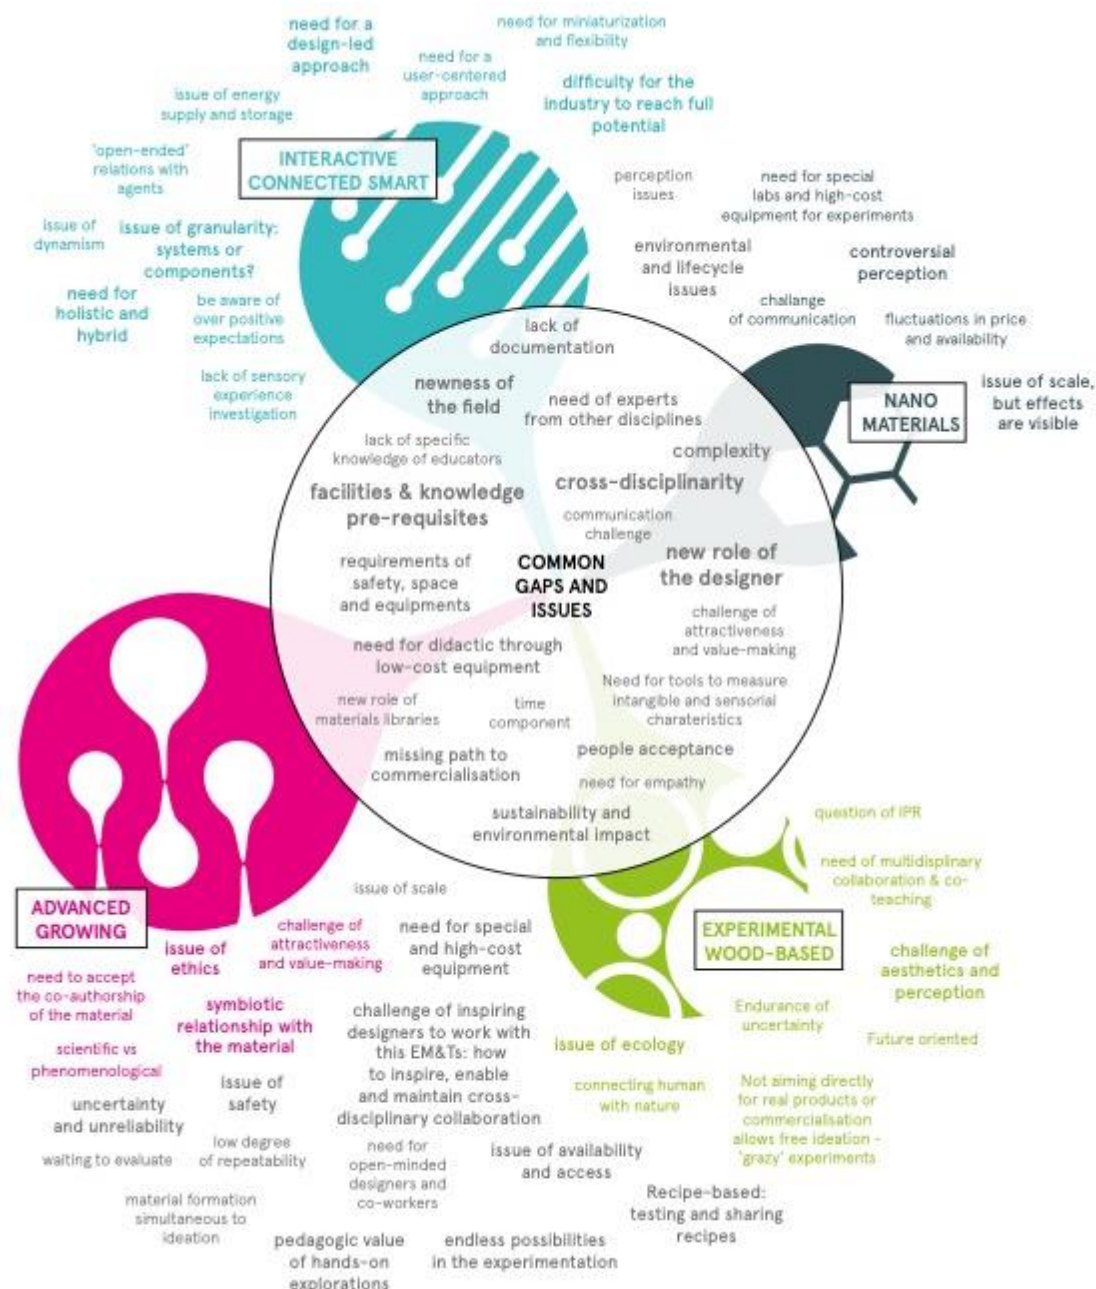 need for a
design-led
approach
need for miniaturization
and flexibility
need for a
user-centered
approach
difficulty for the
industry to reach full
potential
issue of energy
supply and storage
'open-ended'
relations with
agents
INTERACTIVE
CONNECTED SMART
issue of
dynamism
issue of granularity:
systems or
components?
need for
holistic and
hybrid
be aware of
over positive
expectations
lack of sensory
experience
investigation
perception
issues
need for special
labs and high-cost
equipment for experiments
environmental
and lifecycle
issues
controversial
perception
challange
of communication
fluctuations in price
and availability
NANO
MATERIALS
issue of scale,
but effects
are visible
lack of
documentation
newness of
the field
need of experts
from other disciplines
lack of specific
knowledge of educators
complexity
facilities & knowledge
pre-requisites
cross-disciplinarity
communication
challenge
requirements of
safety, space
and equipments
COMMON
GAPS AND
ISSUES
new role of
the designer
challenge of
attractiveness
and value-making
need for didactic through
low-cost equipment
Need for tools to measure
intangible and sensorial
charateristics
new role of
materials libraries
time
component
missing path to
commercialisation
people acceptance
need for empathy
sustainability and
environmental impact
ADVANCED
GROWING
issue of scale
issue of
ethics
challenge of
attractiveness
and value-making
need for special
and high-cost
equipment
need to accept
the co-authorship
of the material
symbiotic
relationship with
the material
challenge of inspiring
designers to work with
this EM&Ts: how
to inspire, enable
and maintain cross-
disciplinary collaboration
scientific vs
phenomenological
issue of
safety
uncertainty
and unreliability
waiting to evaluate
low degree
of repeatability
need for
open-minded
designers and
co-workers
issue of availability
and access
material formation
simultaneous to
ideation
pedagogic value
of hands-on
explorations
endless possibilities
in the experimentation
Recipe-based:
testing and sharing
recipes
EXPERIMENTAL
WOOD-BASED
question of IPR
need of multidisplinary
collaboration & co-
teaching
challenge of
aesthetics and
perception
Endurance of
uncertainty
Future oriented
issue of ecology
connecting human
with nature
Not aiming directly
for real products or
commercialisation
allows free ideation -
'grazy' experiments